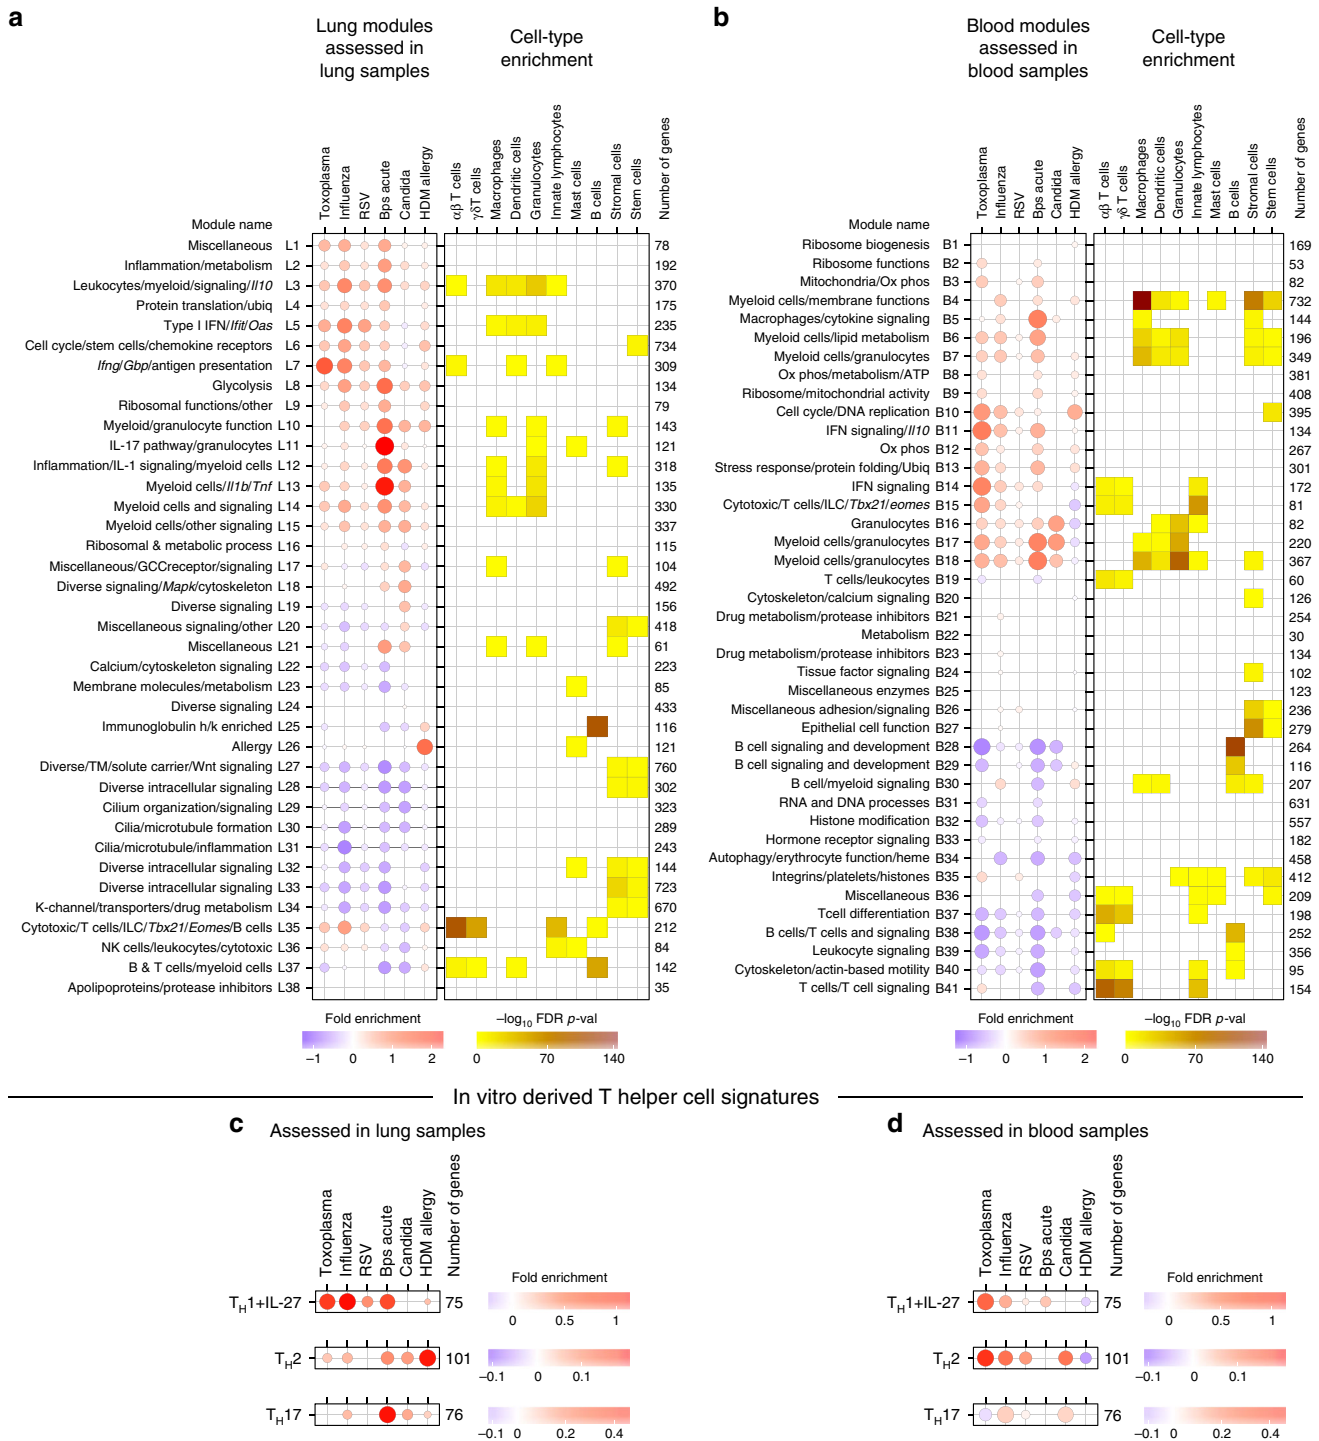 a
Lung modules
assessed in
lung samples
Cell-type
enrichment
Module name
Toxoplasma
Influenza
RSV
Bps acute
Candida
HDM allergy
αβ T cells
γδT cells
Macrophages
Dendritic cells
Granulocytes
Innate lymphocytes
Mast cells
B cells
Stromal cells
Stem cells
Number of genes
Miscellaneous L1 78
Inflammation/metabolism L2 192
Leukocytes/myeloid/signaling/Il10 L3 370
Protein translation/ubiq L4 175
Type I IFN/Ifit/Oas L5 235
Cell cycle/stem cells/chemokine receptors L6 734
Ifng/Gbp/antigen presentation L7 309
Glycolysis L8 134
Ribosomal functions/other L9 79
Myeloid/granulocyte function L10 143
IL-17 pathway/granulocytes L11 121
Inflammation/IL-1 signaling/myeloid cells L12 318
Myeloid cells/Il1b/Tnf L13 135
Myeloid cells and signaling L14 330
Myeloid cells/other signaling L15 337
Ribosomal & metabolic process L16 115
Miscellaneous/GCCreceptor/signaling L17 104
Diverse signaling/Mapk/cytoskeleton L18 492
Diverse signaling L19 156
Miscellaneous signaling/other L20 418
Miscellaneous L21 61
Calcium/cytoskeleton signaling L22 223
Membrane molecules/metabolism L23 85
Diverse signaling L24 433
Immunoglobulin h/k enriched L25 116
Allergy L26 121
Diverse/TM/solute carrier/Wnt signaling L27 760
Diverse intracellular signaling L28 302
Cilium organization/signaling L29 323
Cilia/microtubule formation L30 289
Cilia/microtubule/inflammation L31 243
Diverse intracellular signaling L32 144
Diverse intracellular signaling L33 723
K-channel/transporters/drug metabolism L34 670
Cytotoxic/T cells/ILC/Tbx21/Eomes/B cells L35 212
NK cells/leukocytes/cytotoxic L36 84
B & T cells/myeloid cells L37 142
Apolipoproteins/protease inhibitors L38 35
Fold enrichment
−1 0 1 2
−log10 FDR p-val
0 70 140
b
Blood modules
assessed in
blood samples
Cell-type
enrichment
Module name
Toxoplasma
Influenza
RSV
Bps acute
Candida
HDM allergy
αβ T cells
γδ T cells
Macrophages
Dendritic cells
Granulocytes
Innate lymphocytes
Mast cells
B cells
Stromal cells
Stem cells
Number of genes
Ribosome biogenesis B1 169
Ribosome functions B2 53
Mitochondria/Ox phos B3 82
Myeloid cells/membrane functions B4 732
Macrophages/cytokine signaling B5 144
Myeloid cells/lipid metabolism B6 196
Myeloid cells/granulocytes B7 349
Ox phos/metabolism/ATP B8 381
Ribosome/mitochondrial activity B9 408
Cell cycle/DNA replication B10 395
IFN signaling/Il10 B11 134
Ox phos B12 267
Stress response/protein folding/Ubiq B13 301
IFN signaling B14 172
Cytotoxic/T cells/ILC/Tbx21/eomes B15 81
Granulocytes B16 82
Myeloid cells/granulocytes B17 220
Myeloid cells/granulocytes B18 367
T cells/leukocytes B19 60
Cytoskeleton/calcium signaling B20 126
Drug metabolism/protease inhibitors B21 254
Metabolism B22 30
Drug metabolism/protease inhibitors B23 134
Tissue factor signaling B24 102
Miscellaneous enzymes B25 123
Miscellaneous adhesion/signaling B26 236
Epithelial cell function B27 279
B cell signaling and development B28 264
B cell signaling and development B29 116
B cell/myeloid signaling B30 207
RNA and DNA processes B31 631
Histone modification B32 557
Hormone receptor signaling B33 182
Autophagy/erythrocyte function/heme B34 458
Integrins/platelets/histones B35 412
Miscellaneous B36 209
Tcell differentiation B37 198
B cells/T cells and signaling B38 252
Leukocyte signaling B39 356
Cytoskeleton/actin-based motility B40 95
T cells/T cell signaling B41 154
Fold enrichment
−1 0 1 2
−log10 FDR p-val
0 70 140
In vitro derived T helper cell signatures
c
Assessed in lung samples
Toxoplasma
Influenza
RSV
Bps acute
Candida
HDM allergy
Number of genes
Fold enrichment
TH1+IL-27 75
0 0.5 1
TH2 101
−0.1 0 0.1
TH17 76
−0.1 0 0.2 0.4
d
Assessed in blood samples
Toxoplasma
Influenza
RSV
Bps acute
Candida
HDM allergy
Number of genes
Fold enrichment
TH1+IL-27 75
0 0.5 1
TH2 101
−0.1 0 0.1
TH17 76
−0.1 0 0.2 0.4